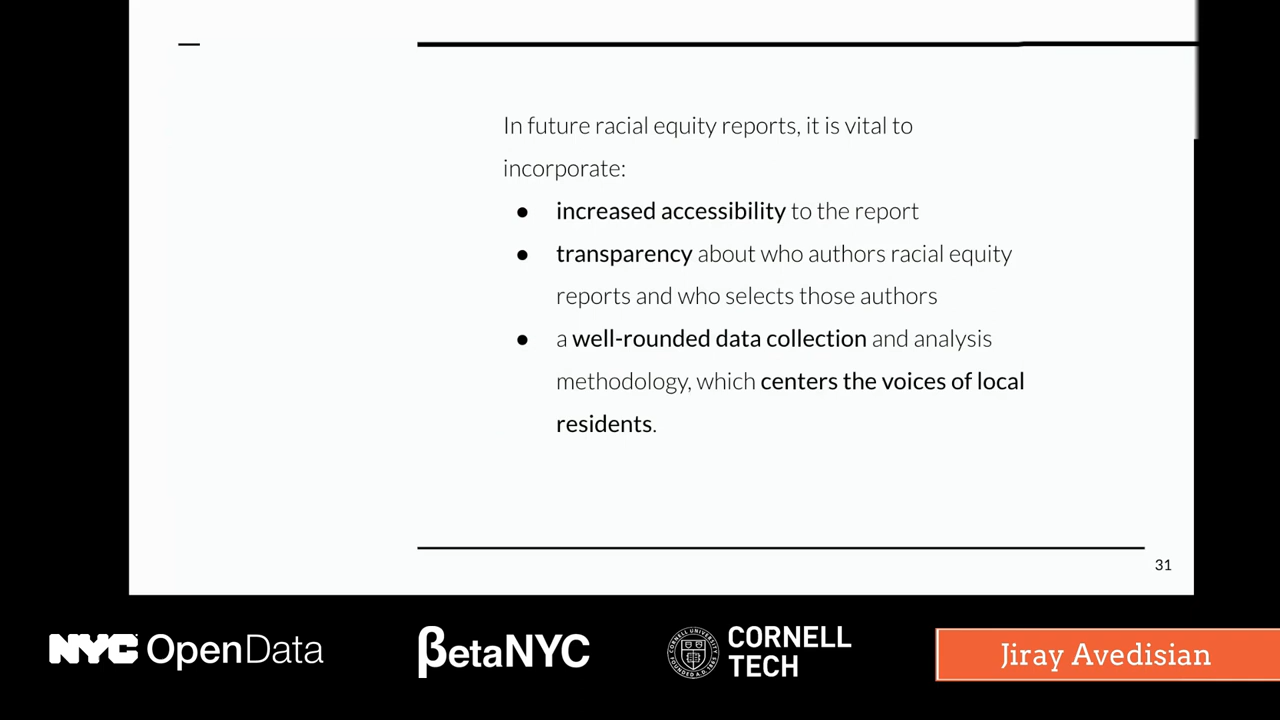 In future racial equity reports, it is vital to
incorporate:
● increased accessibility to the report
● transparency about who authors racial equity
reports and who selects those authors
● a well-rounded data collection and analysis
methodology, which centers the voices of local
residents.
31
NYC OpenData
βetaNYC
CORNELL
TECH
Jiray Avedisian